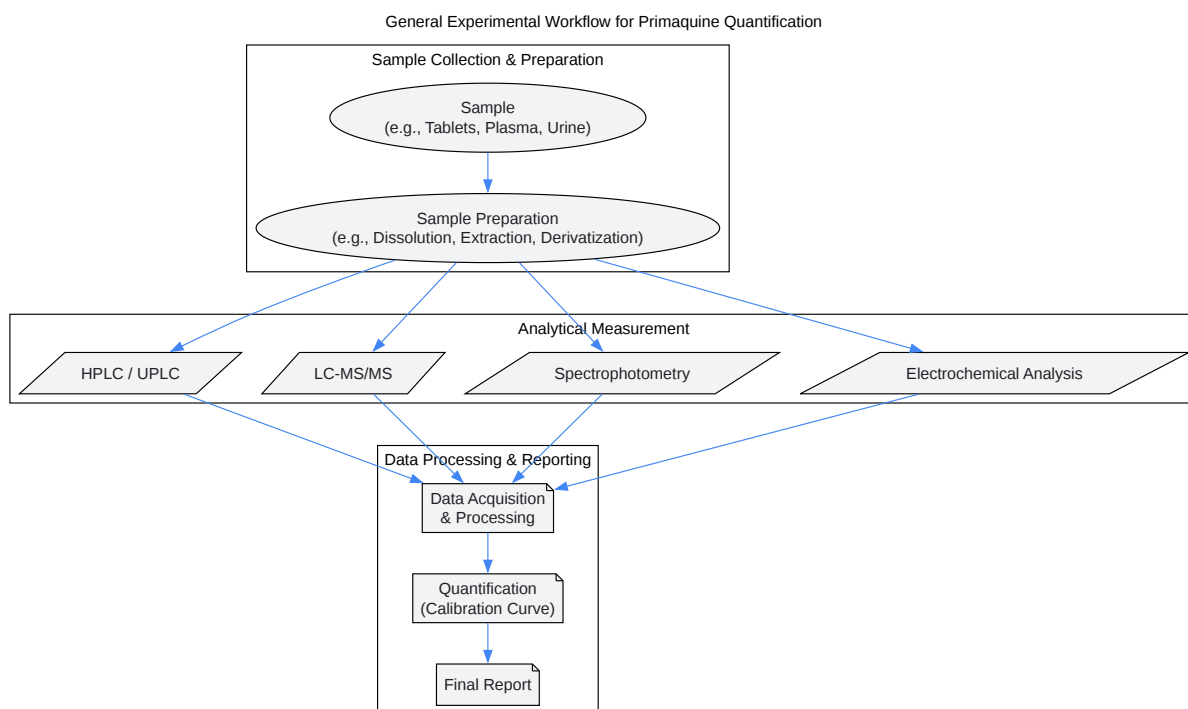 General Experimental Workflow for Primaquine Quantification
Sample Collection & Preparation
Sample
(e.g., Tablets, Plasma, Urine)
Sample Preparation
(e.g., Dissolution, Extraction, Derivatization)
Analytical Measurement
HPLC / UPLC
LC-MS/MS
Spectrophotometry
Electrochemical Analysis
Data Processing & Reporting
Data Acquisition
& Processing
Quantification
(Calibration Curve)
Final Report